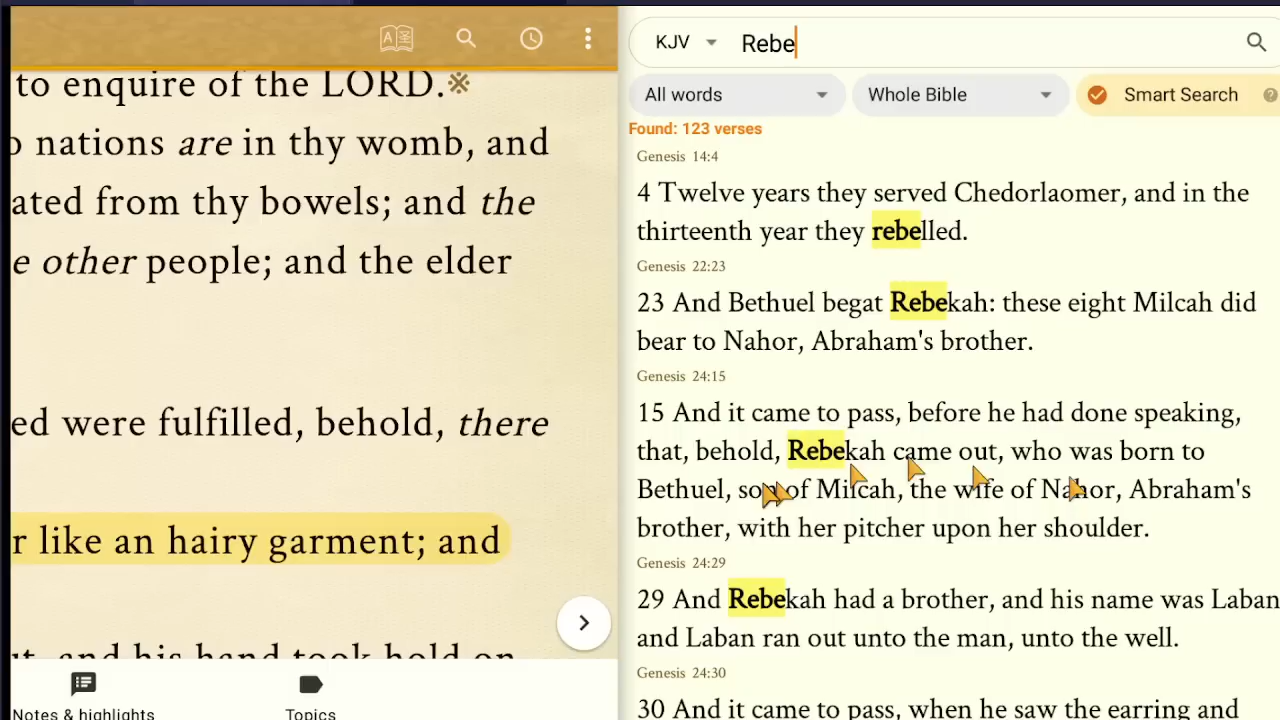 to enquire of the LORD.※
nations are in thy womb, and
ated from thy bowels; and the
e other people; and the elder
ed were fulfilled, behold, there
r like an hairy garment; and
and his hand took hold on
Notes & highlights
Topics
KJV
Rebe
All words
Whole Bible
Smart Search
Found: 123 verses
Genesis 14:4
4 Twelve years they served Chedorlaomer, and in the
thirteenth year they rebelled.
Genesis 22:23
23 And Bethuel begat Rebekah: these eight Milcah did
bear to Nahor, Abraham's brother.
Genesis 24:15
15 And it came to pass, before he had done speaking,
that, behold, Rebekah came out, who was born to
Bethuel, son of Milcah, the wife of Nahor, Abraham's
brother, with her pitcher upon her shoulder.
Genesis 24:29
29 And Rebekah had a brother, and his name was Laban
and Laban ran out unto the man, unto the well.
Genesis 24:30
30 And it came to pass, when he saw the earring and